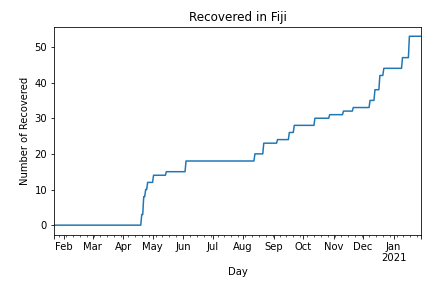 Recovered in Fiji
Number of Recovered
50
40
30
20
10
0
Feb Mar Apr May Jun Jul Aug Sep Oct Nov Dec Jan
2021
Day